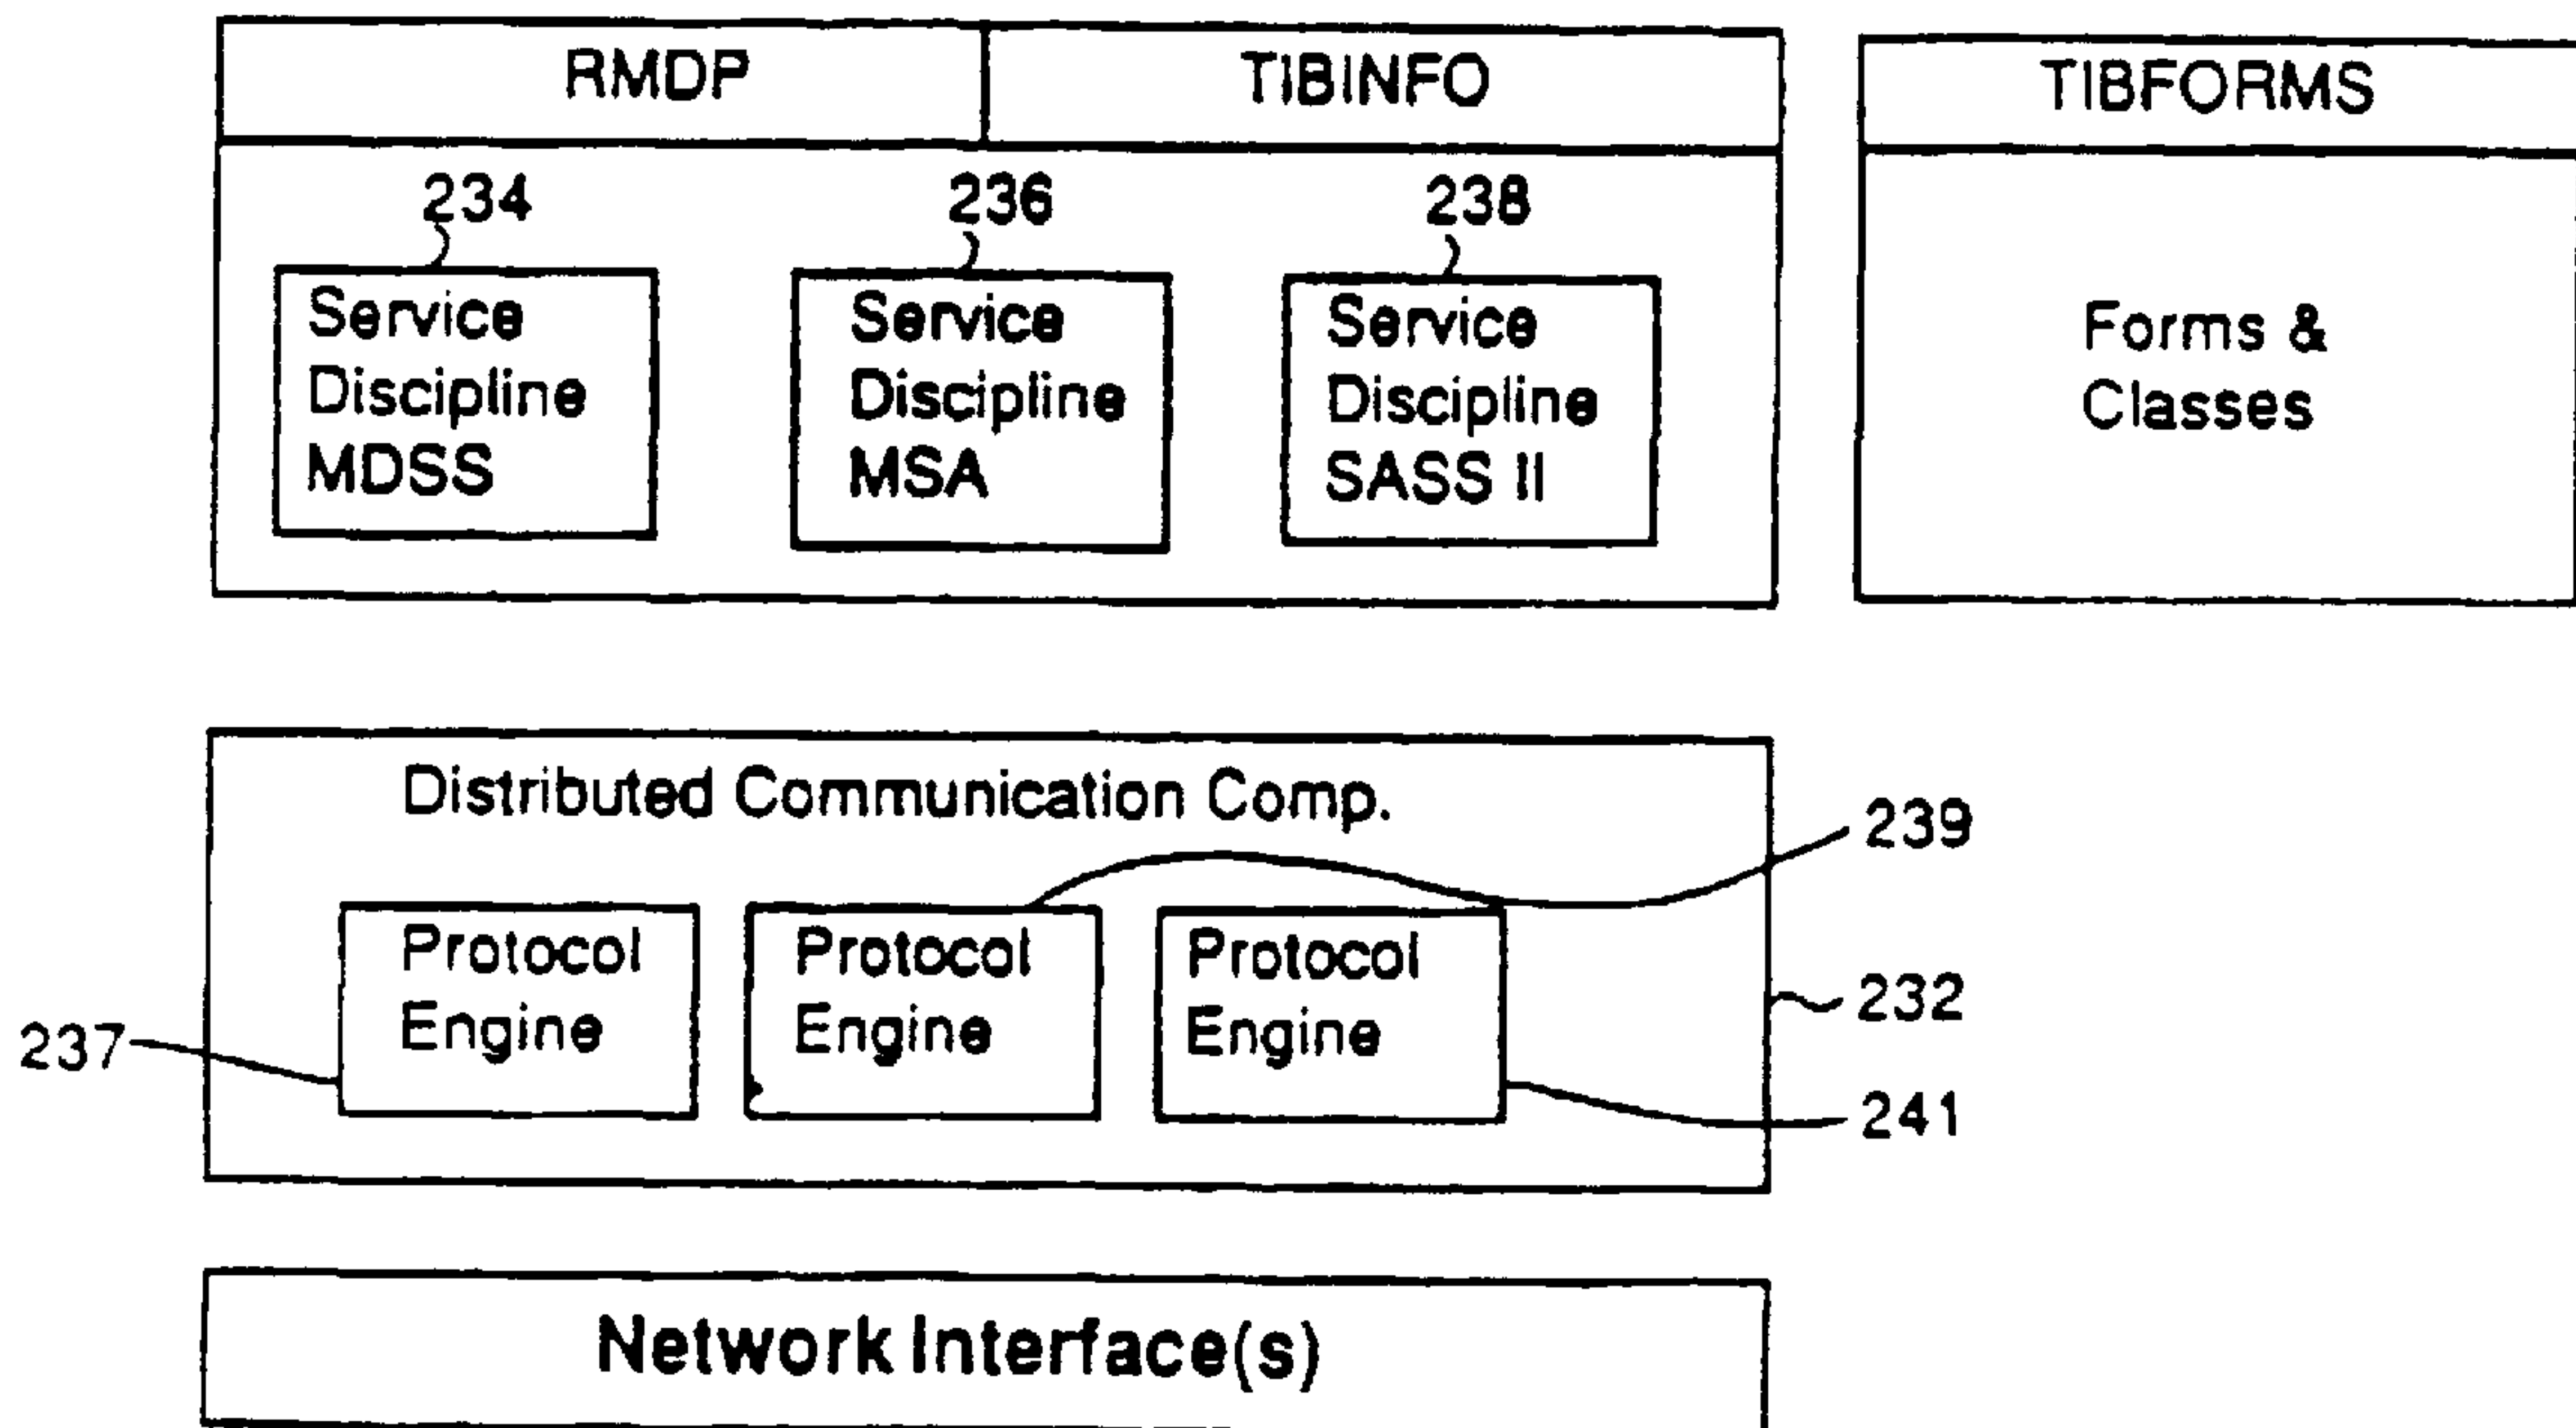 RMDP
TIBINFO
TIBFORMS
234
236
238
Service
Discipline
MDSS
Service
Discipline
MSA
Service
Discipline
SASS II
Forms &
Classes
Distributed Communication Comp.
239
Protocol
Engine
Protocol
Engine
Protocol
Engine
237
232
241
Network Interface(s)